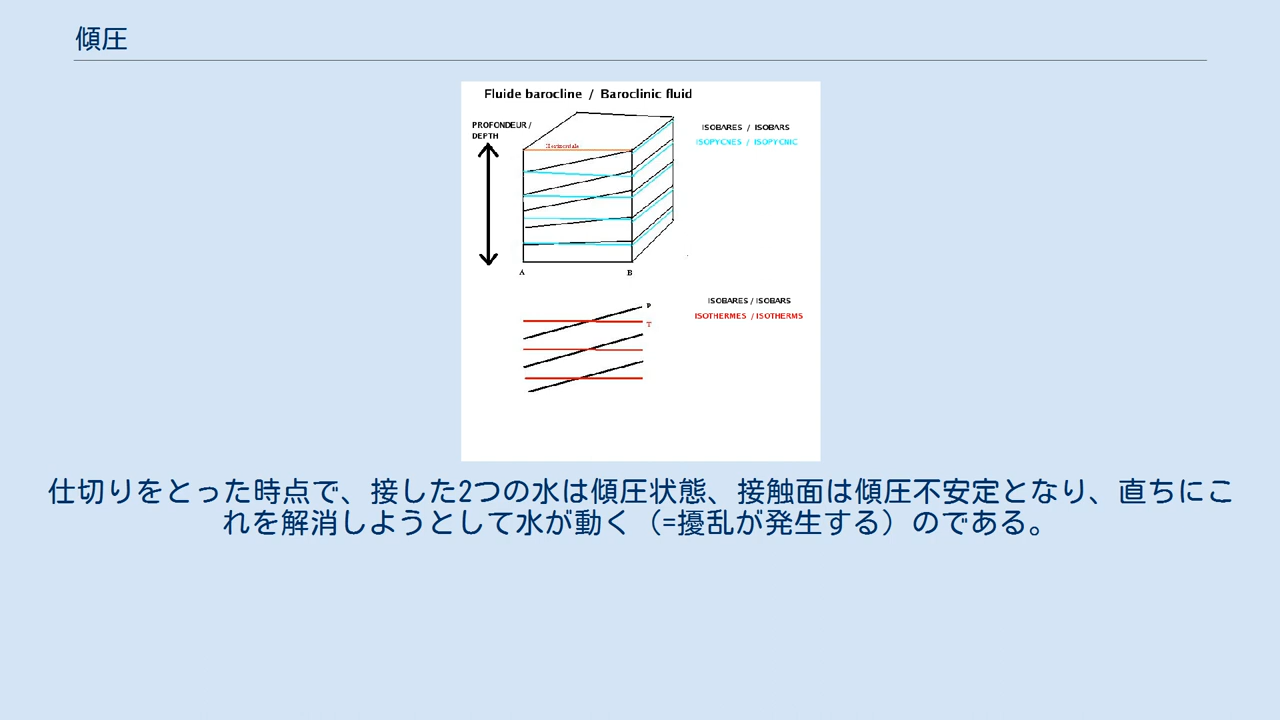 傾圧
Fluide barocline / Baroclinic fluid
PROFONDEUR /
DEPTH
Horizontale
ISOBARES / ISOBARS
ISOPYCNES / ISOPYCNIC
A
B
P
T
ISOBARES / ISOBARS
ISOTHERMES / ISOTHERMS
仕切りをとった時点で、接した2つの水は傾圧状態、接触面は傾圧不安定となり、直ちにこ
れを解消しようとして水が動く（=擾乱が発生する）のである。